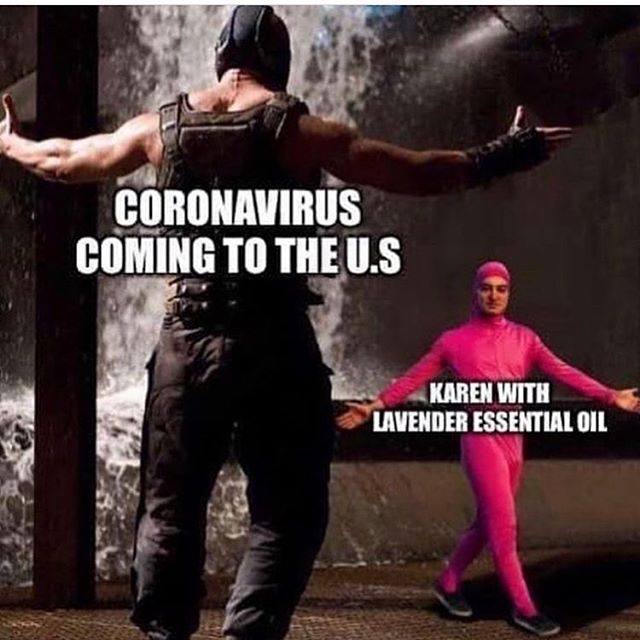 CORONAVIRUS
COMING TO THE U.S
KAREN WITH
LAVENDER ESSENTIAL OIL